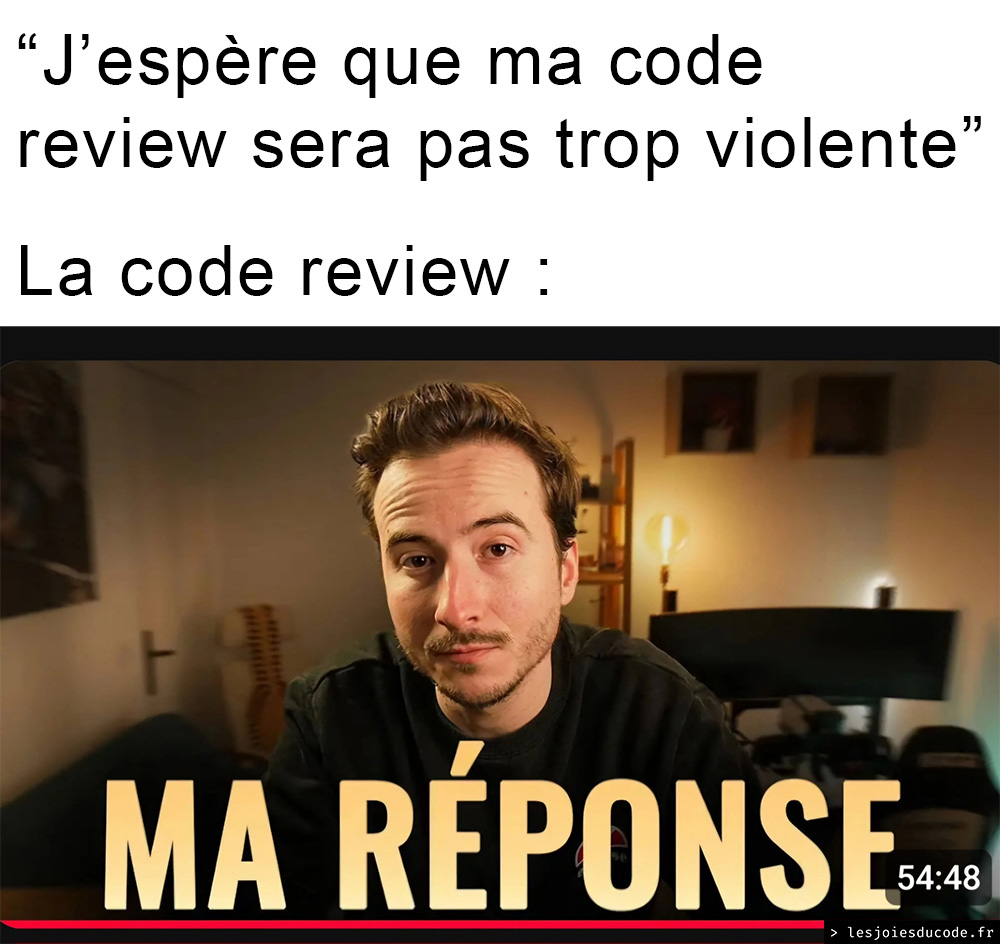 “J’espère que ma code
review sera pas trop violente”
La code review :
MA RÉPONSE
54:48
> lesjoiesducode.fr